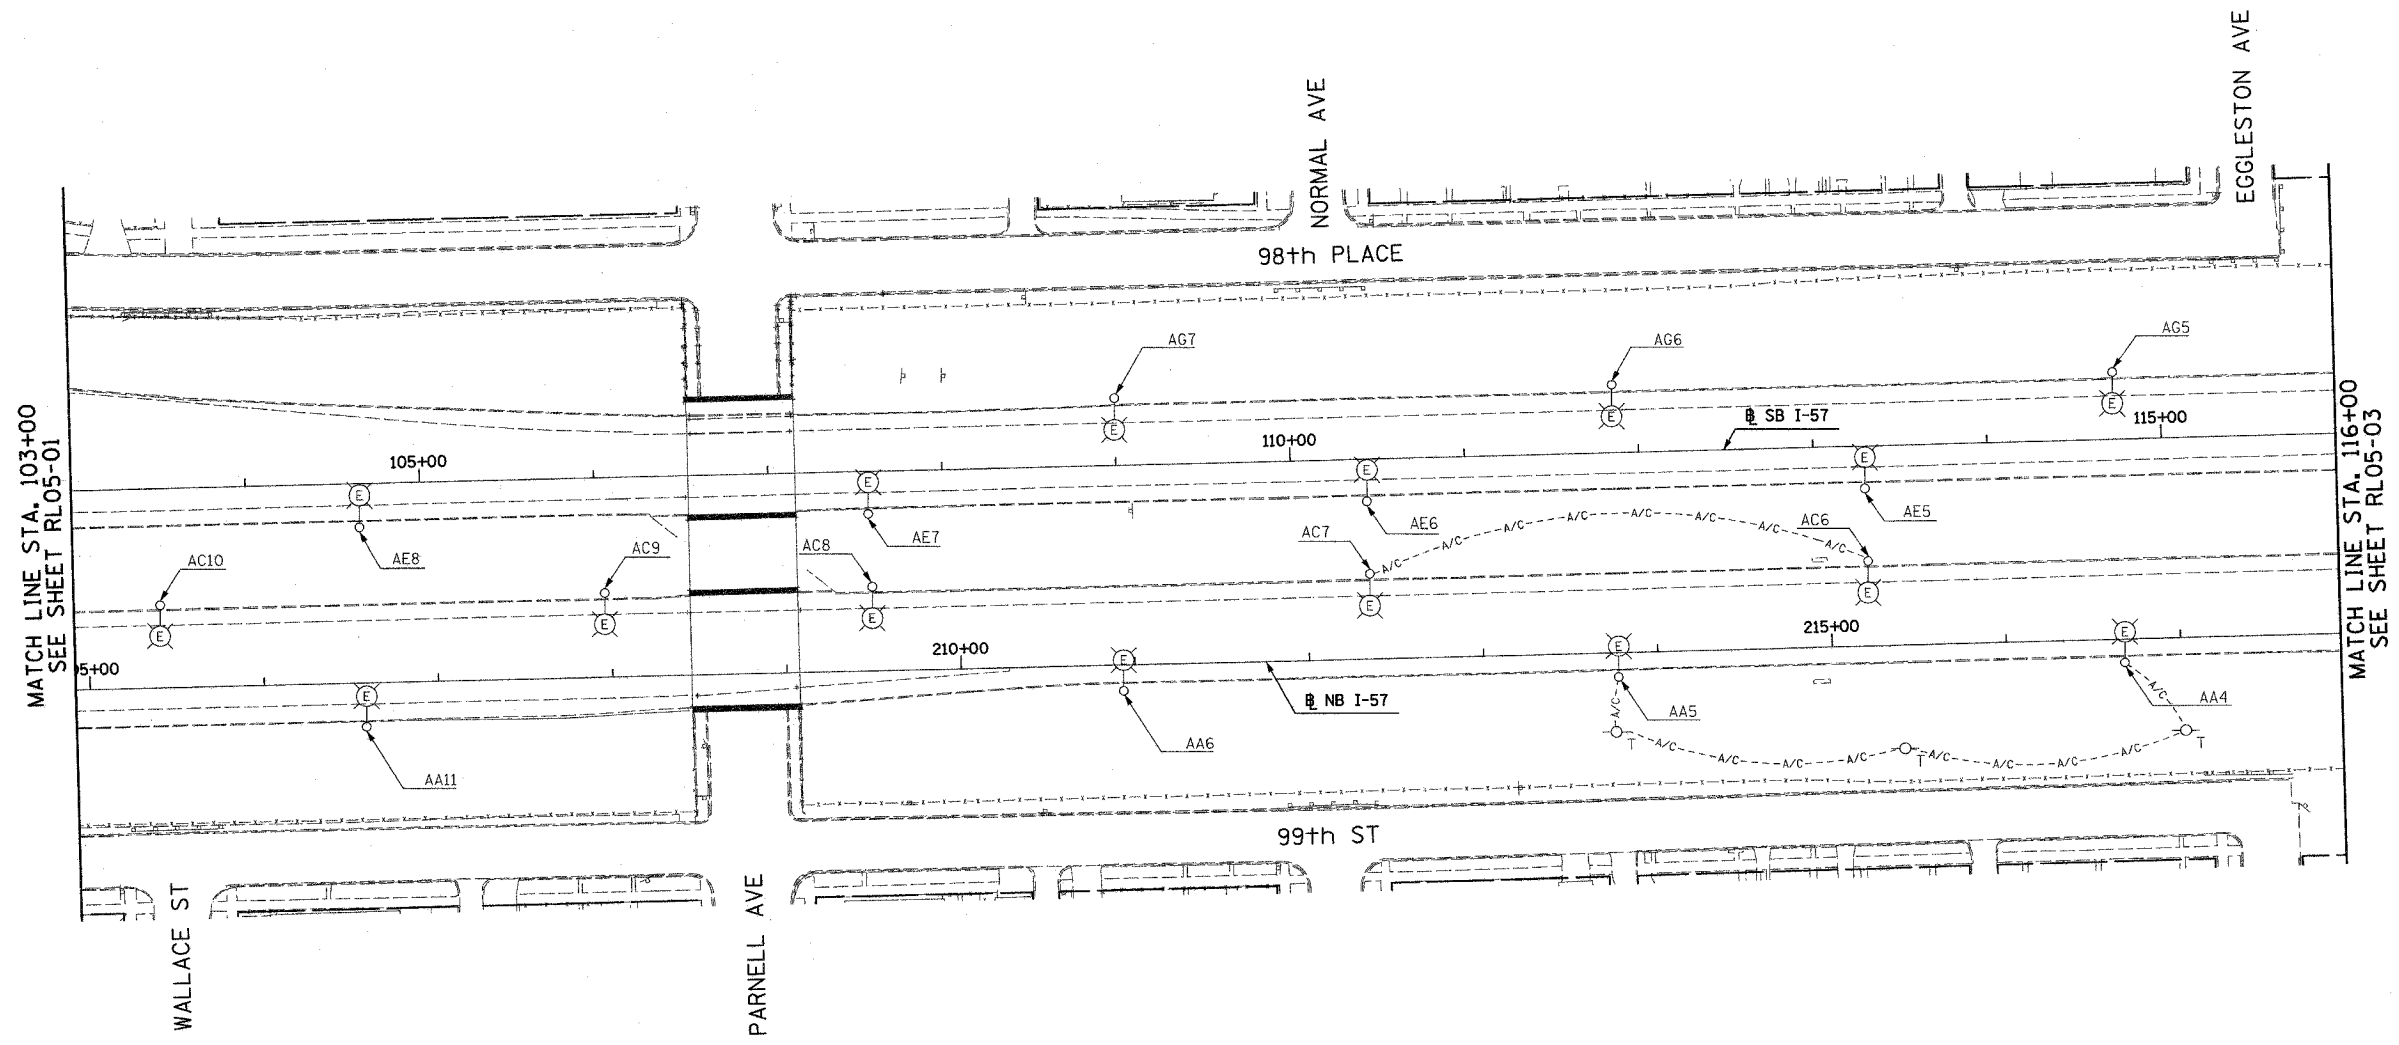 EGGLESTON AVE
NORMAL AVE
98th PLACE
AG7
AG6
AG5
℄ SB I-57
115+00
110+00
105+00
E
E
E
E
E
E
E
MATCH LINE STA. 103+00
SEE SHEET RL05-01
MATCH LINE STA. 116+00
SEE SHEET RL05-03
AE8
AE7
AE6
AE5
A/C
A/C
A/C
A/C
A/C
A/C
A/C
AC10
AC9
AC8
AC7
AC6
E
E
E
E
E
215+00
210+00
5+00
E
E
E
E
℄ NB I-57
AA11
AA6
AA5
AA4
A/C
A/C
T
T
T
A/C
A/C
A/C
A/C
A/C
A/C
A/C
A/C
99th ST
WALLACE ST
PARNELL AVE